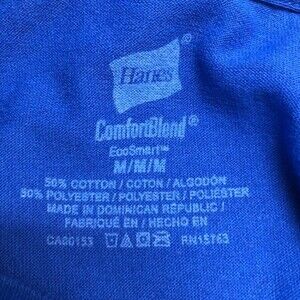 Hanes®
ComfortBlend®
EcoSmart™
M/M/M
50% COTTON / COTON / ALGODÓN
50% POLYESTER / POLYESTER / POLIÉSTER
MADE IN DOMINICAN REPUBLIC /
FABRIQUÉ EN / HECHO EN
CA00153 RN15763